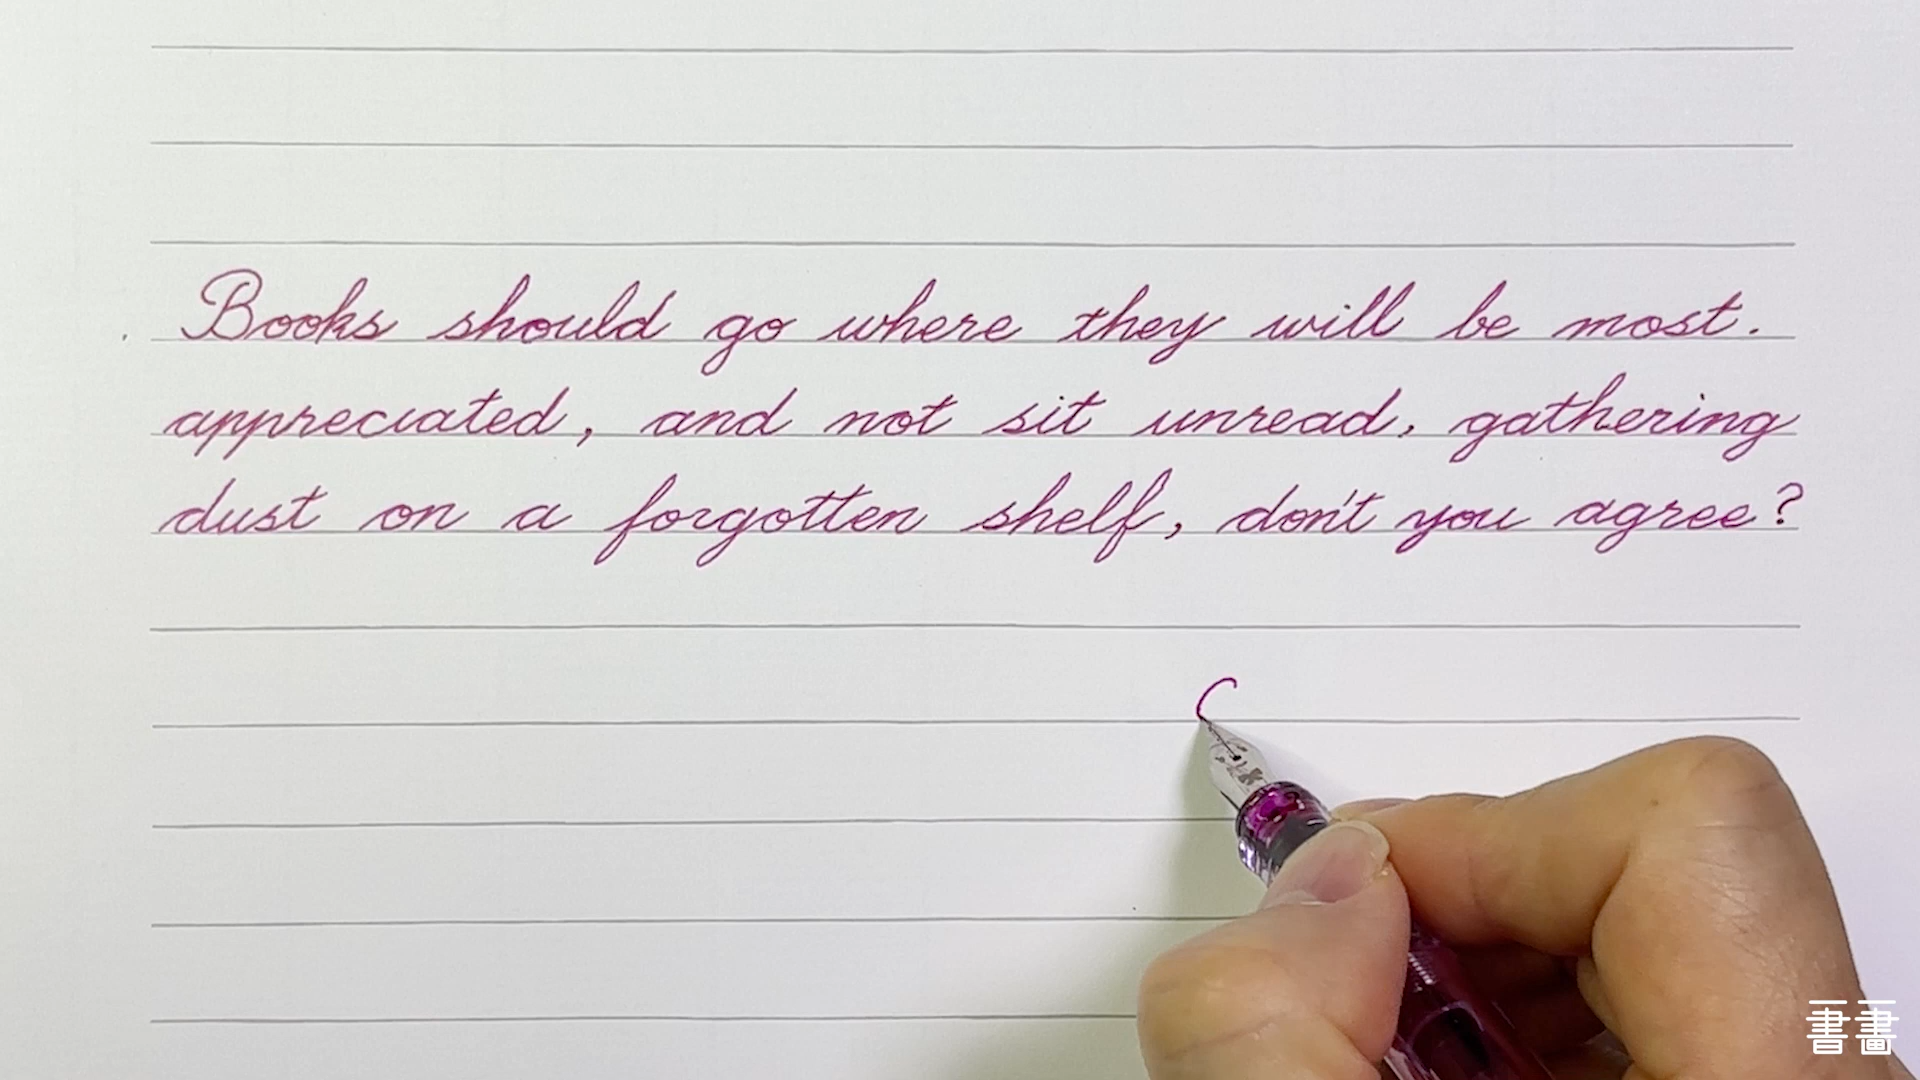 Books should go where they will be most.
appreciated, and not sit unread, gathering
dust on a forgotten shelf, don't you agree?
C
書畫